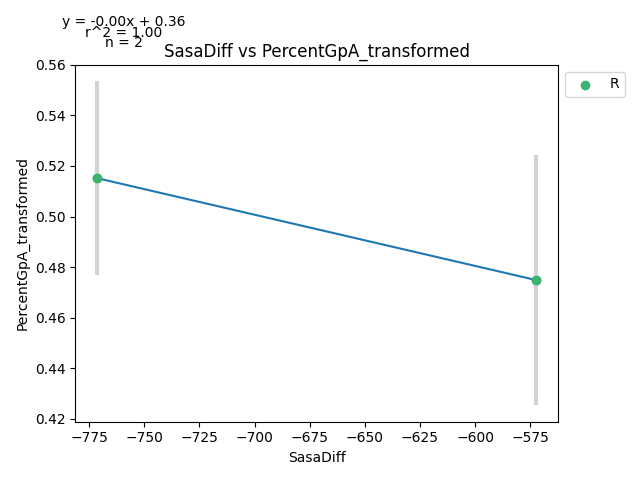 y = -0.00x + 0.36
r^2 = 1.00
n = 2
SasaDiff vs PercentGpA_transformed
R
0.56
0.54
0.52
0.50
0.48
0.46
0.44
0.42
PercentGpA_transformed
−775 −750 −725 −700 −675 −650 −625 −600 −575
SasaDiff